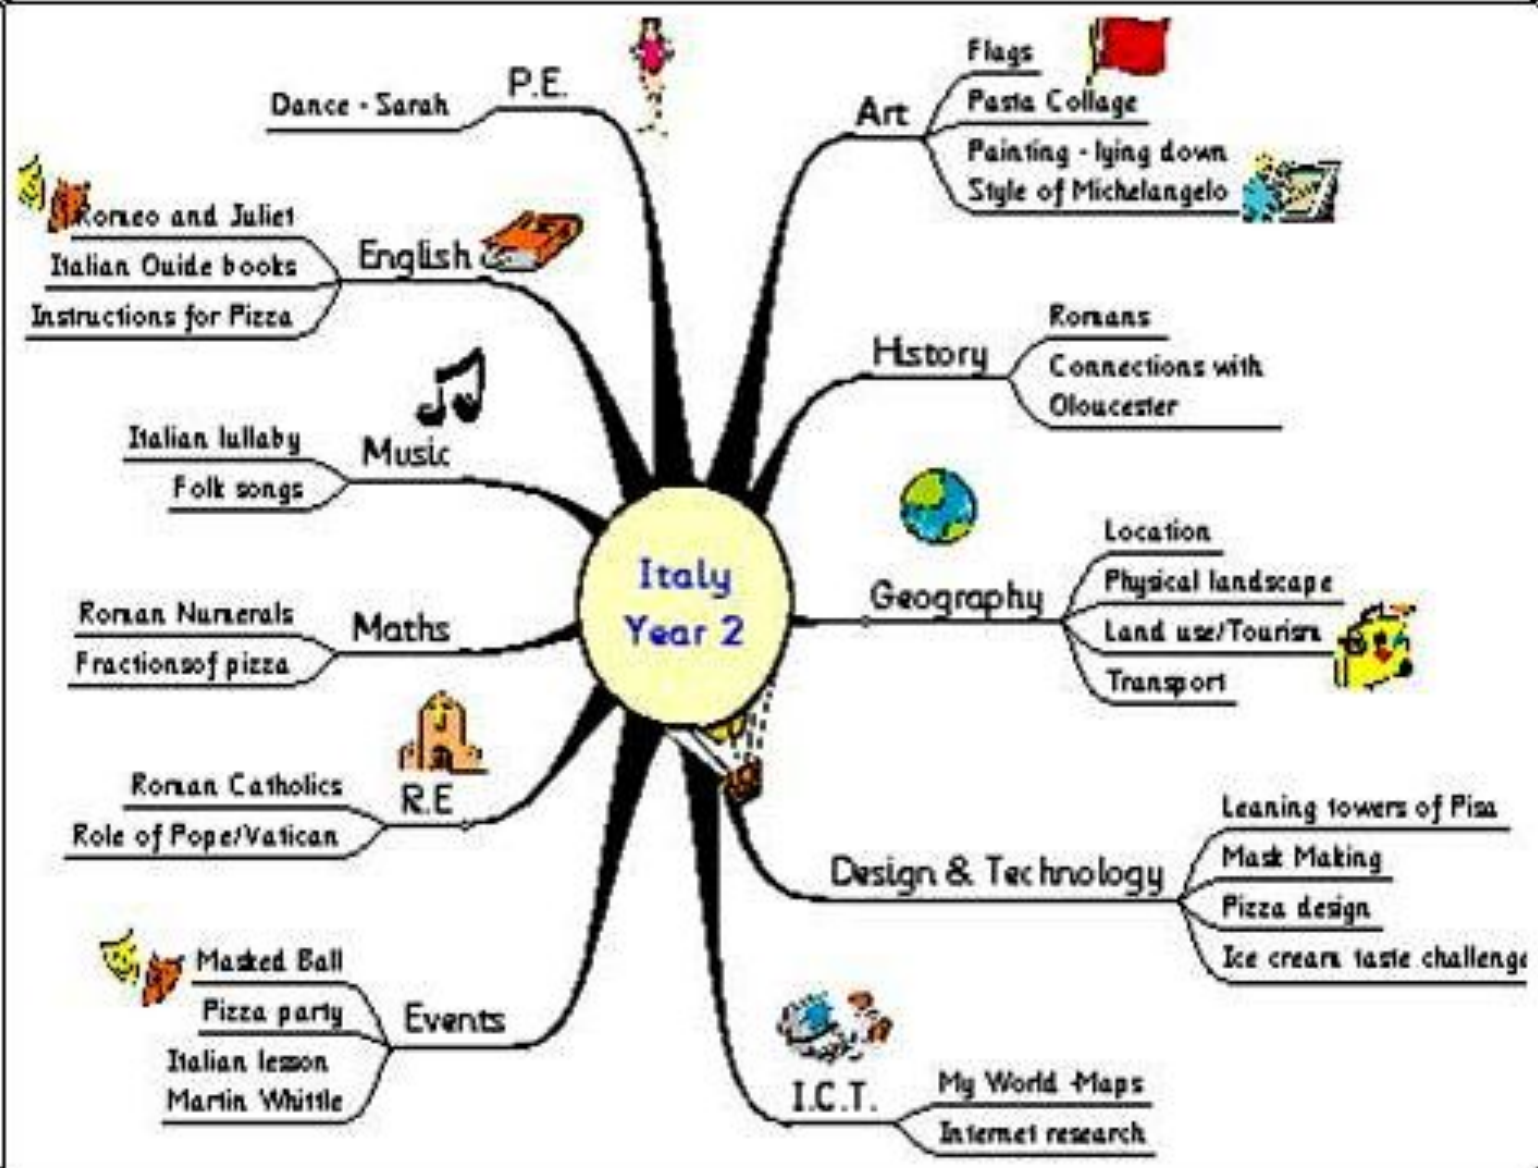 P.E.
Dance - Sarah
English
Romeo and Juliet
Italian Guide books
Instructions for Pizza
Music
Italian lullaby
Folk songs
Maths
Roman Numerals
Fractionsof pizza
R.E
Roman Catholics
Role of Pope/Vatican
Events
Masked Ball
Pizza party
Italian lesson
Martin Whittle
Italy
Year 2
Art
Flags
Pasta Collage
Painting - lying down
Style of Michelangelo
History
Romans
Connections with
Gloucester
Geography
Location
Physical landscape
Land use/Tourism
Transport
Design & Technology
Leaning towers of Pisa
Mask Making
Pizza design
Ice cream taste challenge
I.C.T.
My World -Maps
Internet research